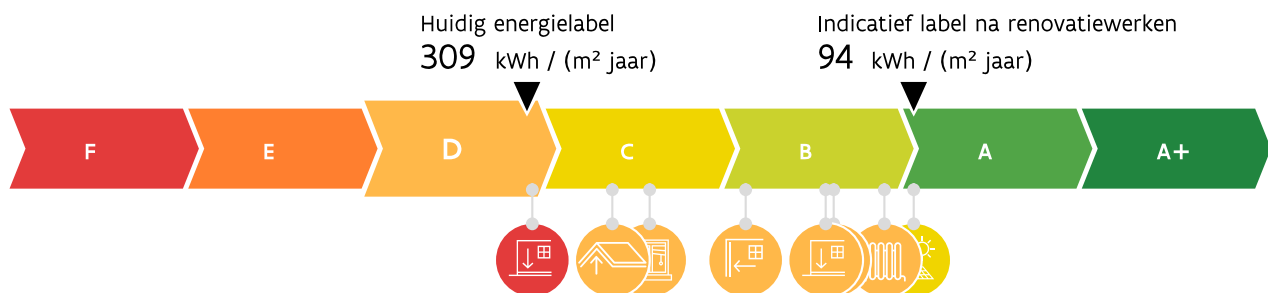 Huidig energielabel
309 kWh / (m² jaar)
Indicatief label na renovatiewerken
94 kWh / (m² jaar)
F E D C B A A+